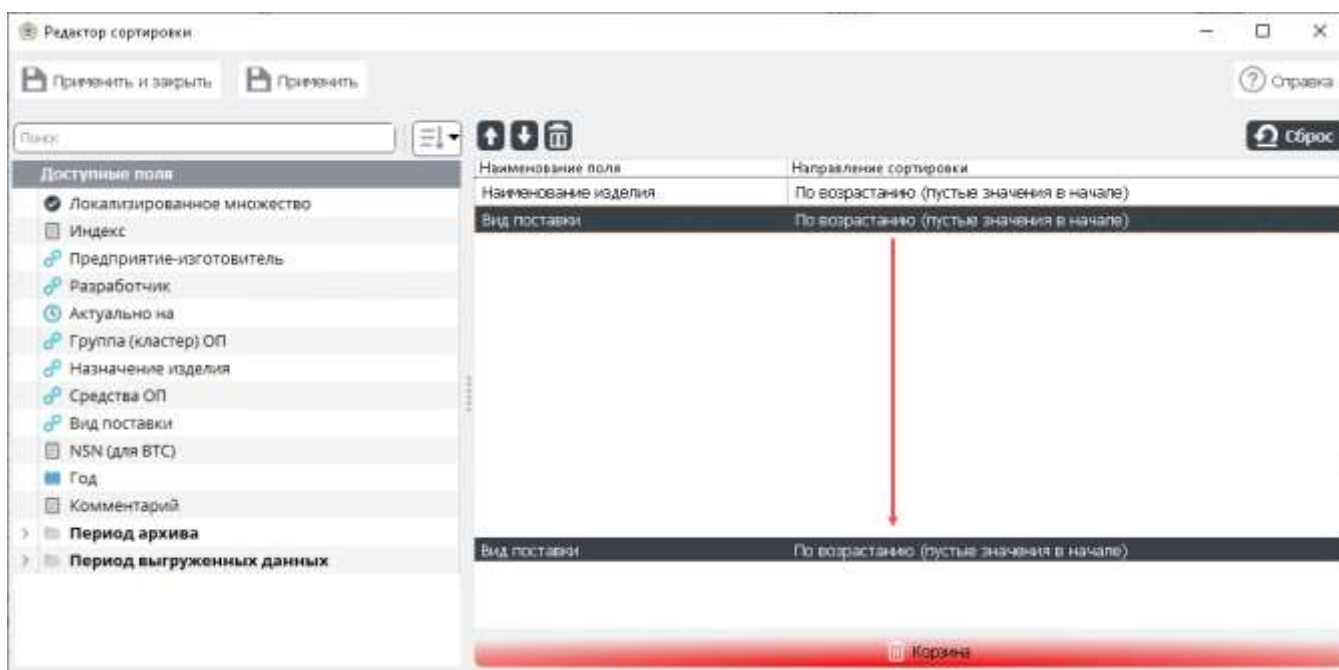 Редактор сортировки
Применить и закрыть
Применить
Справка
Поиск
Сброс
Доступные поля
Локализированное множество
Индекс
Предприятие-изготовитель
Разработчик
Актуально на
Группа (кластер) ОП
Назначение изделия
Средства ОП
Вид поставки
NSN (для ВТС)
Год
Комментарий
Период архива
Период выгруженных данных
Наименование поля Направление сортировки
Наименование изделия По возрастанию (пустые значения в начале)
Вид поставки По возрастанию (пустые значения в начале)
Вид поставки По возрастанию (пустые значения в начале)
Корзина